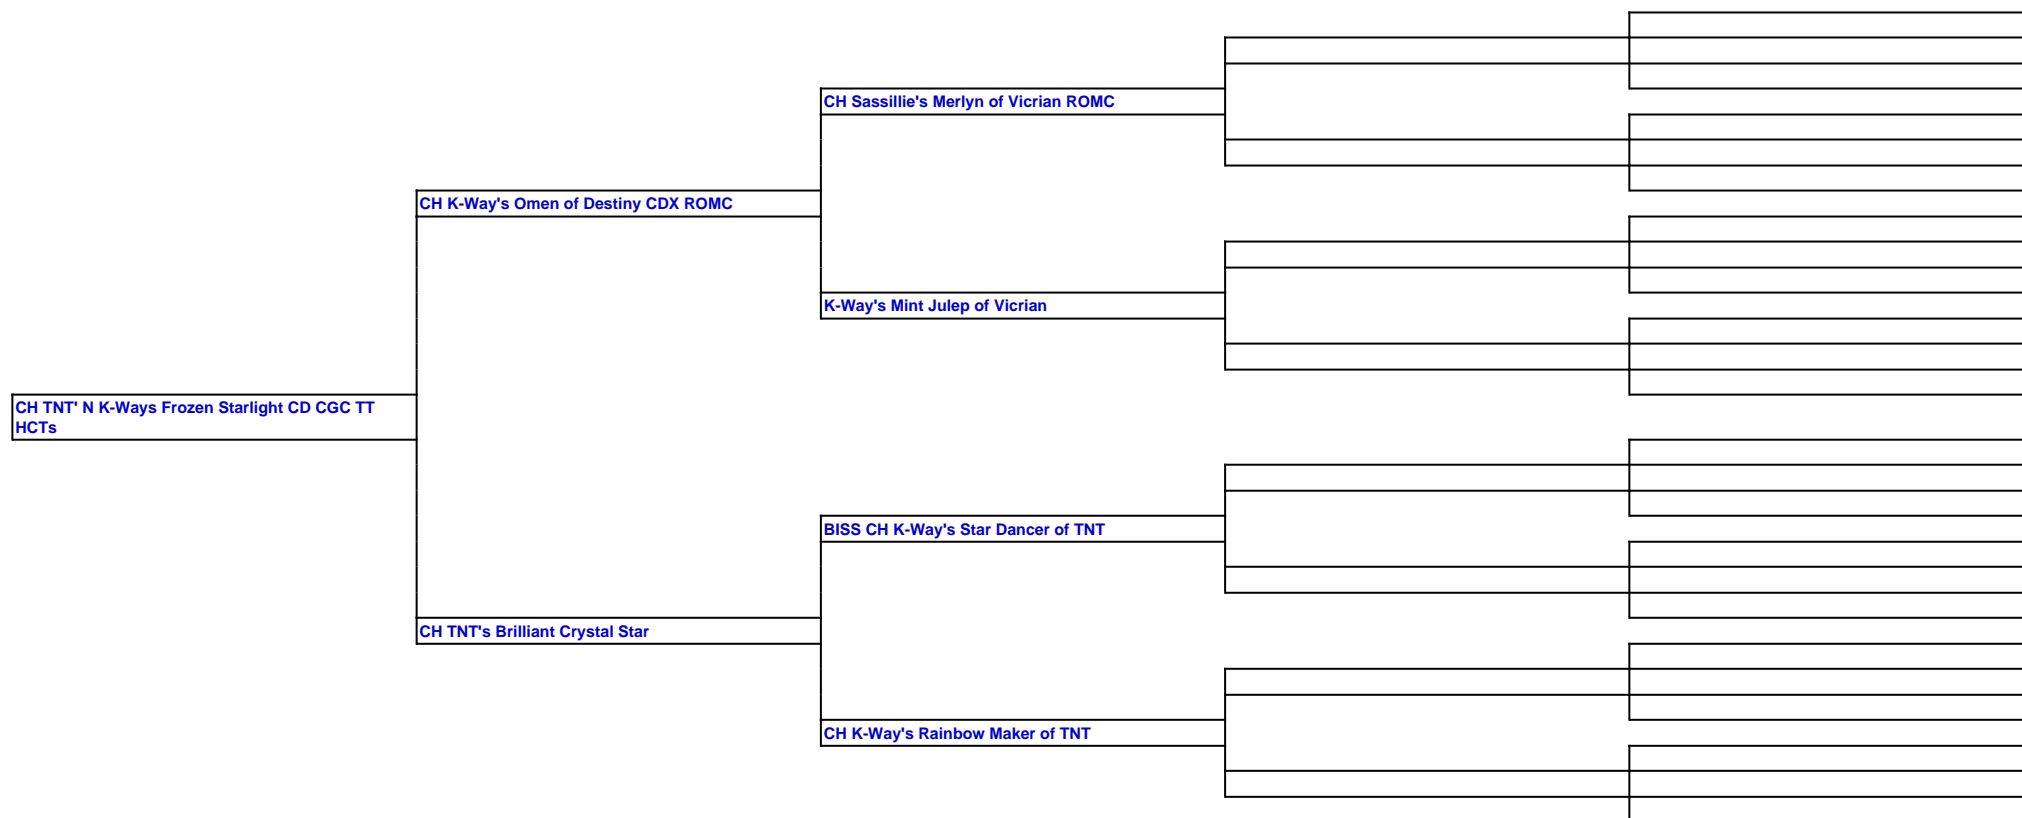 CH Sassillie's Merlyn of Vicrian ROMC
CH K-Way's Omen of Destiny CDX ROMC
K-Way's Mint Julep of Vicrian
CH TNT' N K-Ways Frozen Starlight CD CGC TT
HCTs
BISS CH K-Way's Star Dancer of TNT
CH TNT's Brilliant Crystal Star
CH K-Way's Rainbow Maker of TNT